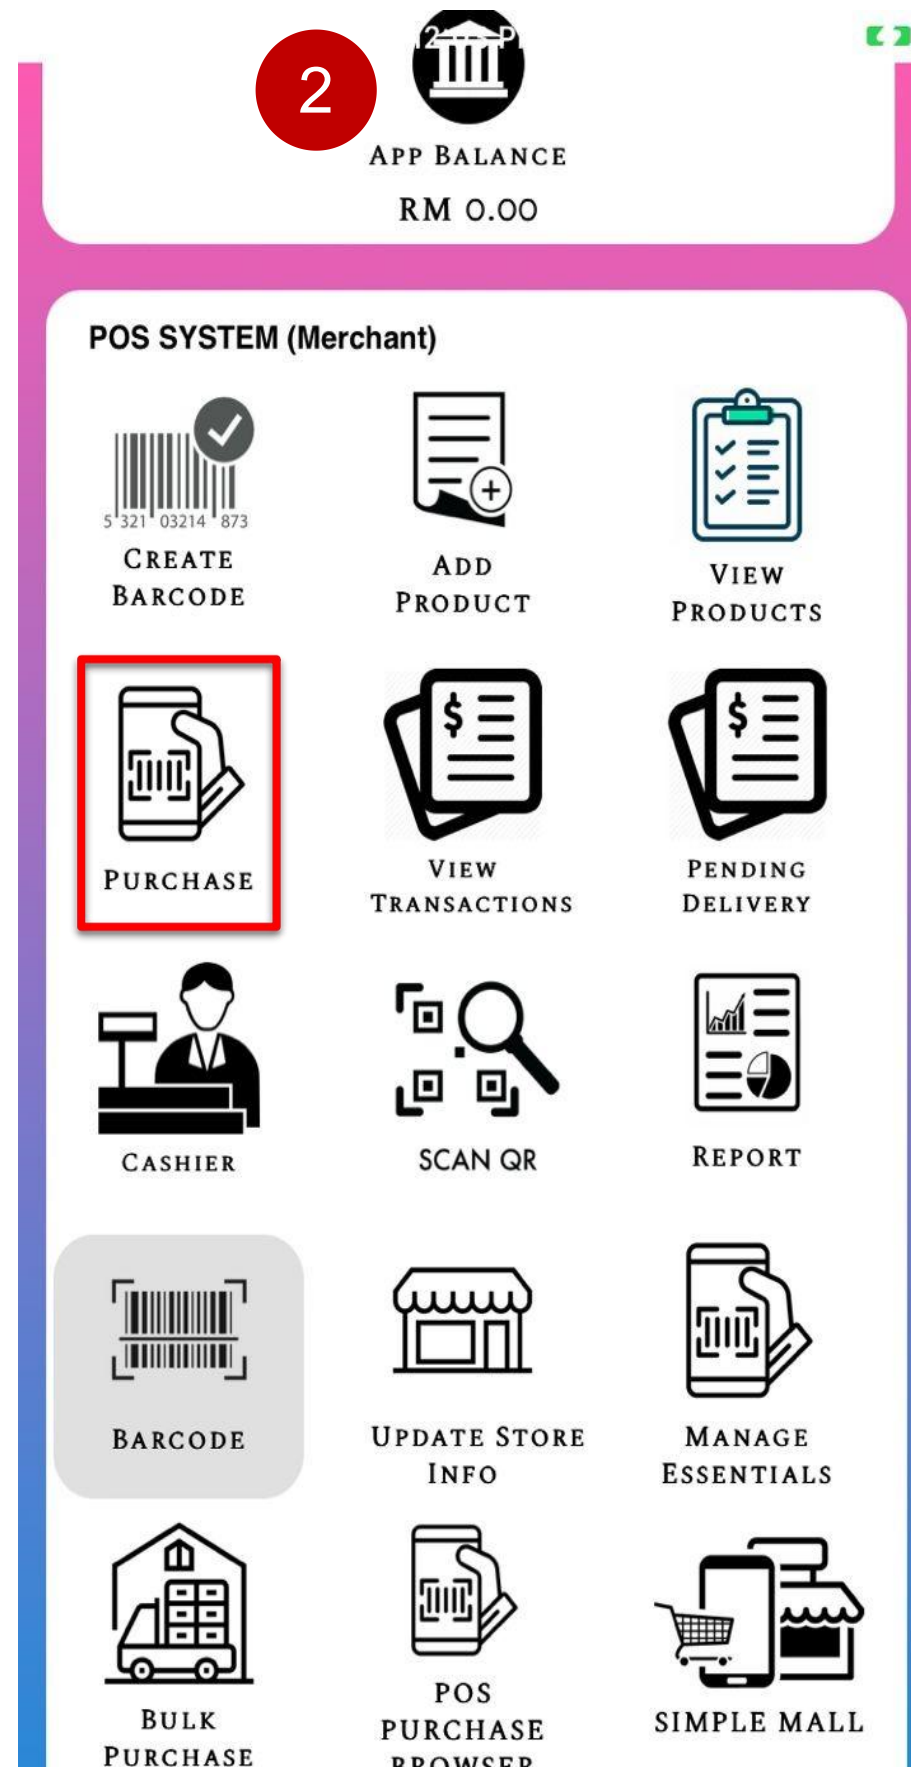 2
APP BALANCE
RM 0.00
POS SYSTEM (Merchant)
5 321 03214 873
CREATE
BARCODE
ADD
PRODUCT
VIEW
PRODUCTS
$
$
PURCHASE
VIEW
TRANSACTIONS
PENDING
DELIVERY
CASHIER
SCAN QR
REPORT
BARCODE
UPDATE STORE
INFO
MANAGE
ESSENTIALS
BULK
PURCHASE
POS
PURCHASE
BROWSER
SIMPLE MALL